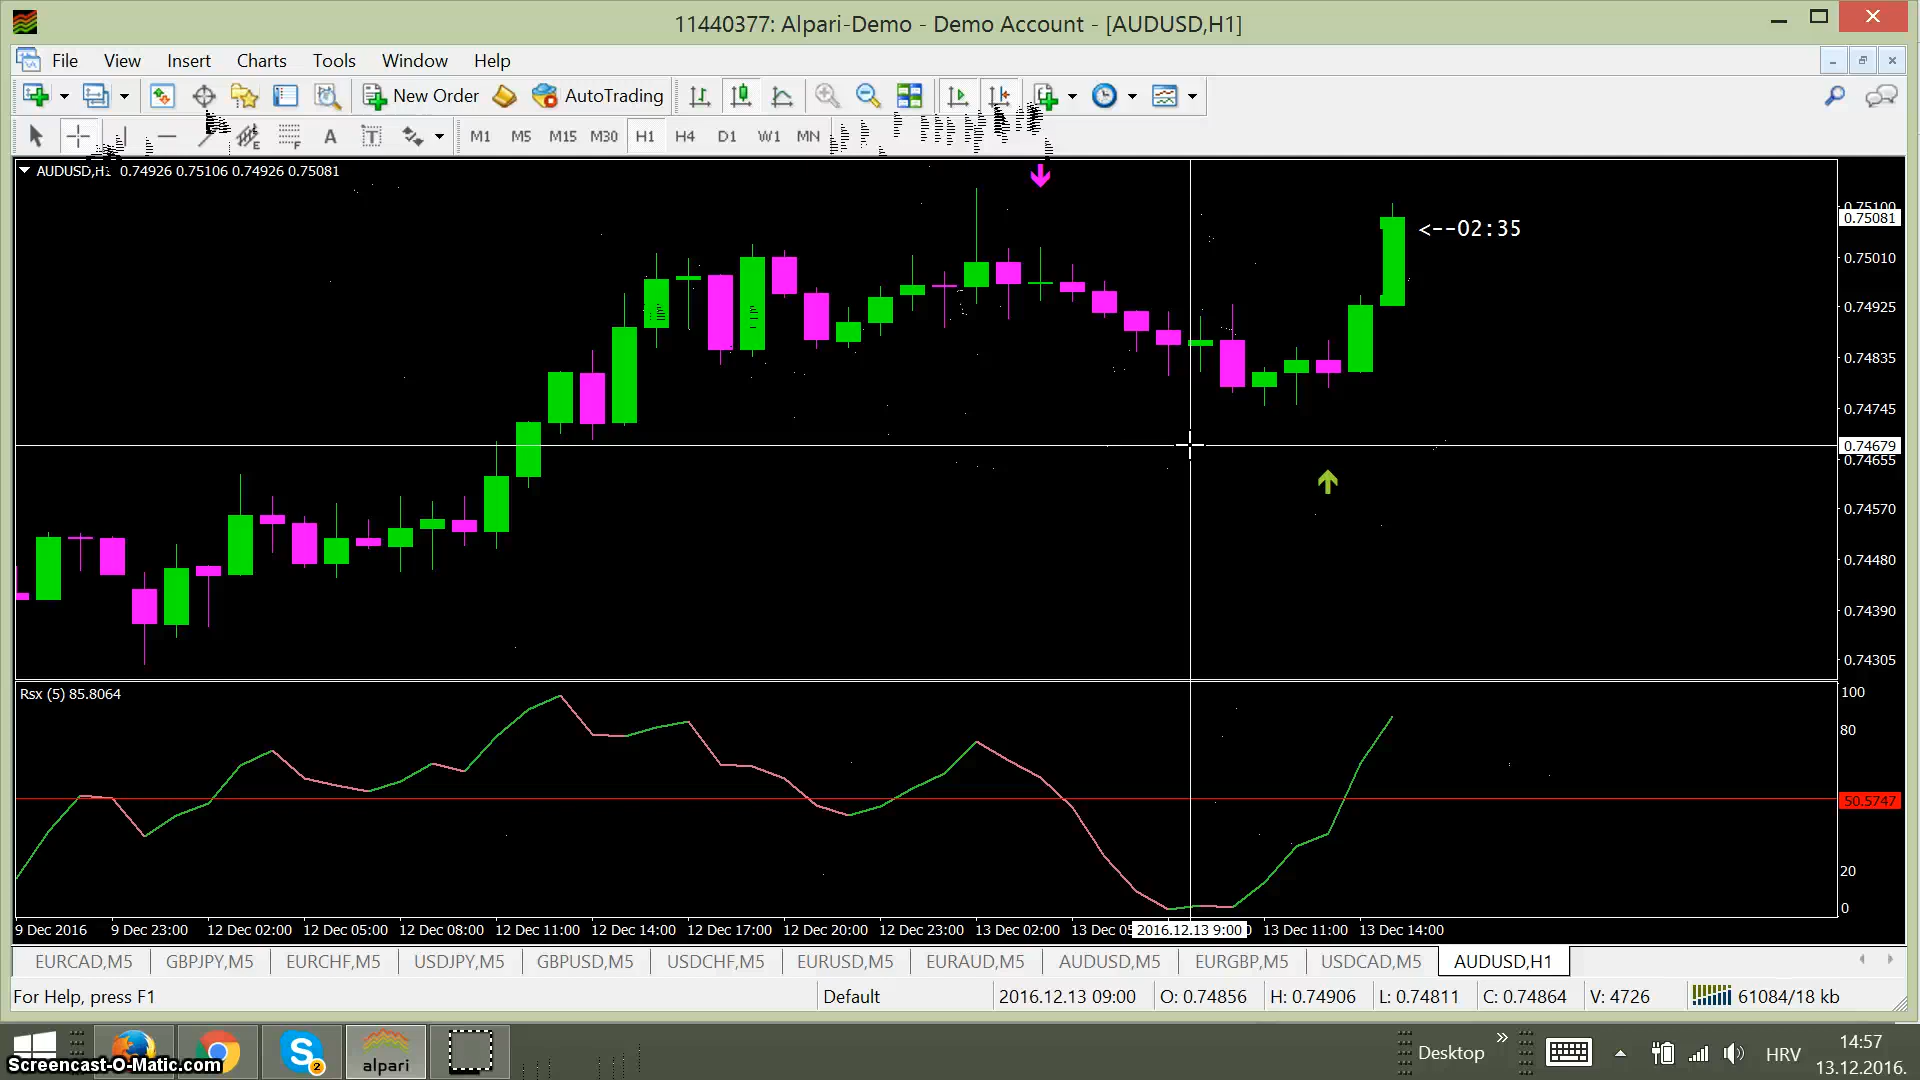 11440377: Alpari-Demo - Demo Account - [AUDUSD,H1]
File View Insert Charts Tools Window Help
New Order AutoTrading
A T E F M1 M5 M15 M30 H1 H4 D1 W1 MN
AUDUSD,H1 0.74926 0.75106 0.74926 0.75081
<--02:35
0.75100
0.75081
0.75010
0.74925
0.74835
0.74745
0.74679
0.74655
0.74570
0.74480
0.74390
0.74305
Rsx (5) 85.8064
100
80
50.5747
20
0
9 Dec 2016 9 Dec 23:00 12 Dec 02:00 12 Dec 05:00 12 Dec 08:00 12 Dec 11:00 12 Dec 14:00 12 Dec 17:00 12 Dec 20:00 12 Dec 23:00 13 Dec 02:00 13 Dec 2016.12.13 9:00 13 Dec 11:00 13 Dec 14:00
EURCAD,M5 GBPJPY,M5 EURCHF,M5 USDJPY,M5 GBPUSD,M5 USDCHF,M5 EURUSD,M5 EURAUD,M5 AUDUSD,M5 EURGBP,M5 USDCAD,M5 AUDUSD,H1
For Help, press F1 Default 2016.12.13 09:00 O: 0.74856 H: 0.74906 L: 0.74811 C: 0.74864 V: 4726 61084/18 kb
S 2 alpari Desktop HRV 14:57
13.12.2016.
Screencast-O-Matic.com